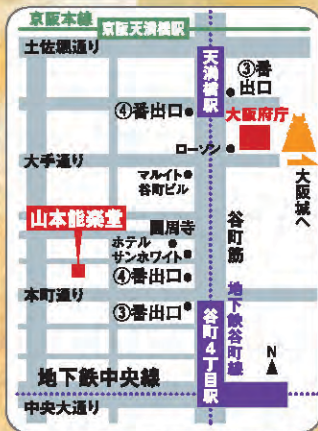 京阪本線
京阪天満橋駅
土佐堀通り
天満橋駅
③番
出口
④番出口
大阪府庁
ローソン
大手通り
大阪城へ
マルイト
谷町ビル
山本能楽堂
圓周寺
ホテル
サンホワイト
谷町筋
地下鉄谷町線
④番出口
本町通り
③番出口
谷町4丁目駅
N
地下鉄中央線
中央大通り